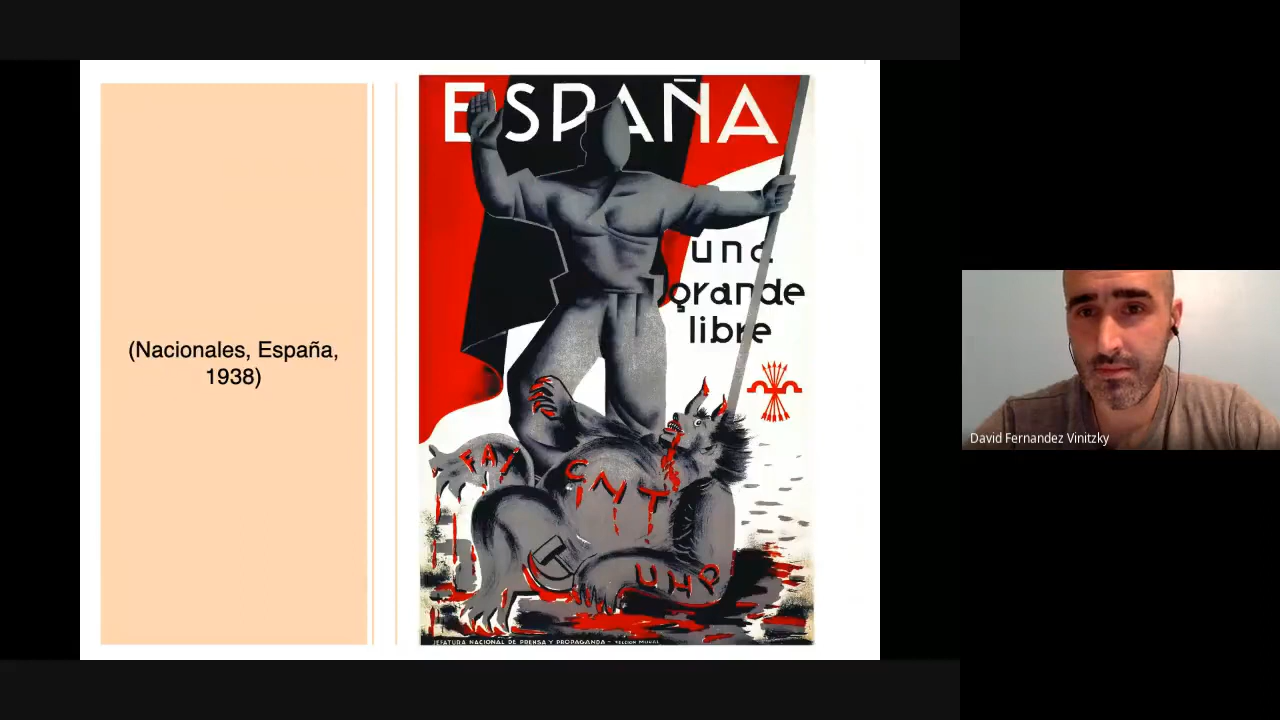 (Nacionales, España,
1938)
ESPAÑA
una
grande
libre
FAI
CNT
UHP
JEFATURA NACIONAL DE PRENSA Y PROPAGANDA -
David Fernandez Vinitzky